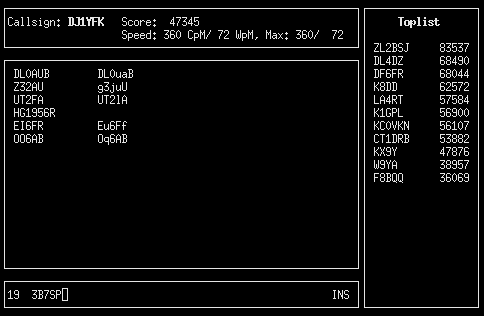 Callsign: DJ1YFK   Score:  47345
Speed: 360 CpM/ 72 WpM, Max: 360/  72
DL0AUB   DL0uaB
Z32AU   g3juU
UT2FA   UT2lA
HG1956R
EI6FR   Eu6Ff
OO6AB   Oq6AB
19  3B7SP   INS
Toplist
ZL2BSJ   83537
DL4DZ   68490
DF6FR   68044
K8DD   62572
LA4RT   57584
K1GPL   56900
KC0VKN   56107
CT1DRB   53882
KX9Y   47876
W9YA   38957
F8BQQ   36069